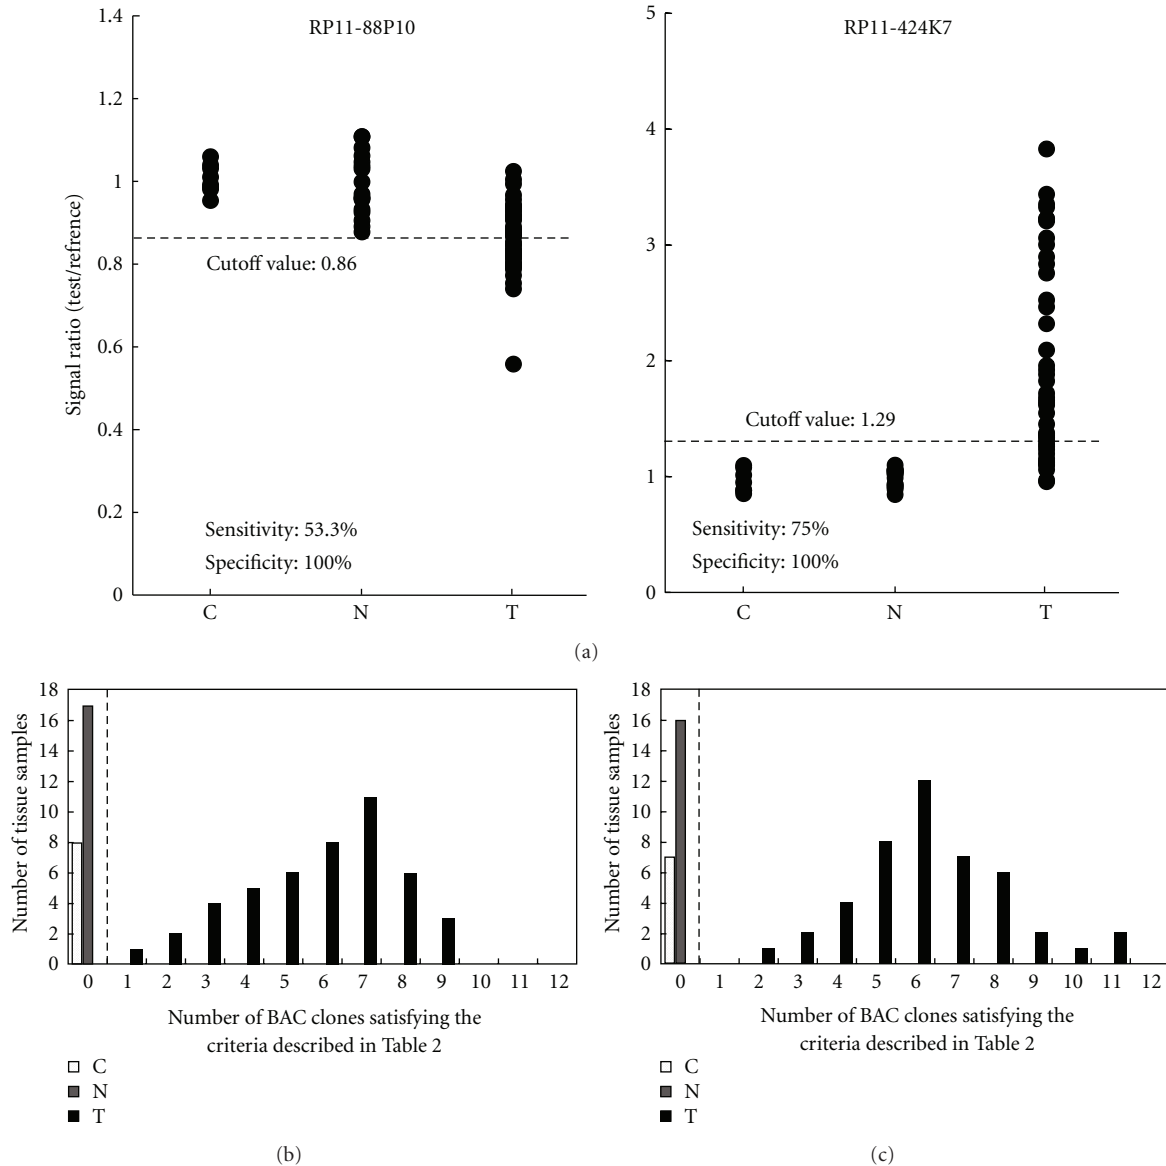 RP11-88P10
Signal ratio (test/refrence)
1.4
1.2
1
0.8
0.6
0.4
0.2
0
Cutoff value: 0.86
Sensitivity: 53.3%
Specificity: 100%
C N T
RP11-424K7
5
4
3
2
1
0
Cutoff value: 1.29
Sensitivity: 75%
Specificity: 100%
C N T
(a)
Number of tissue samples
18
16
14
12
10
8
6
4
2
0
0 1 2 3 4 5 6 7 8 9 10 11 12
Number of BAC clones satisfying the
criteria described in Table 2
C
N
T
(b)
Number of tissue samples
18
16
14
12
10
8
6
4
2
0
0 1 2 3 4 5 6 7 8 9 10 11 12
Number of BAC clones satisfying the
criteria described in Table 2
C
N
T
(c)